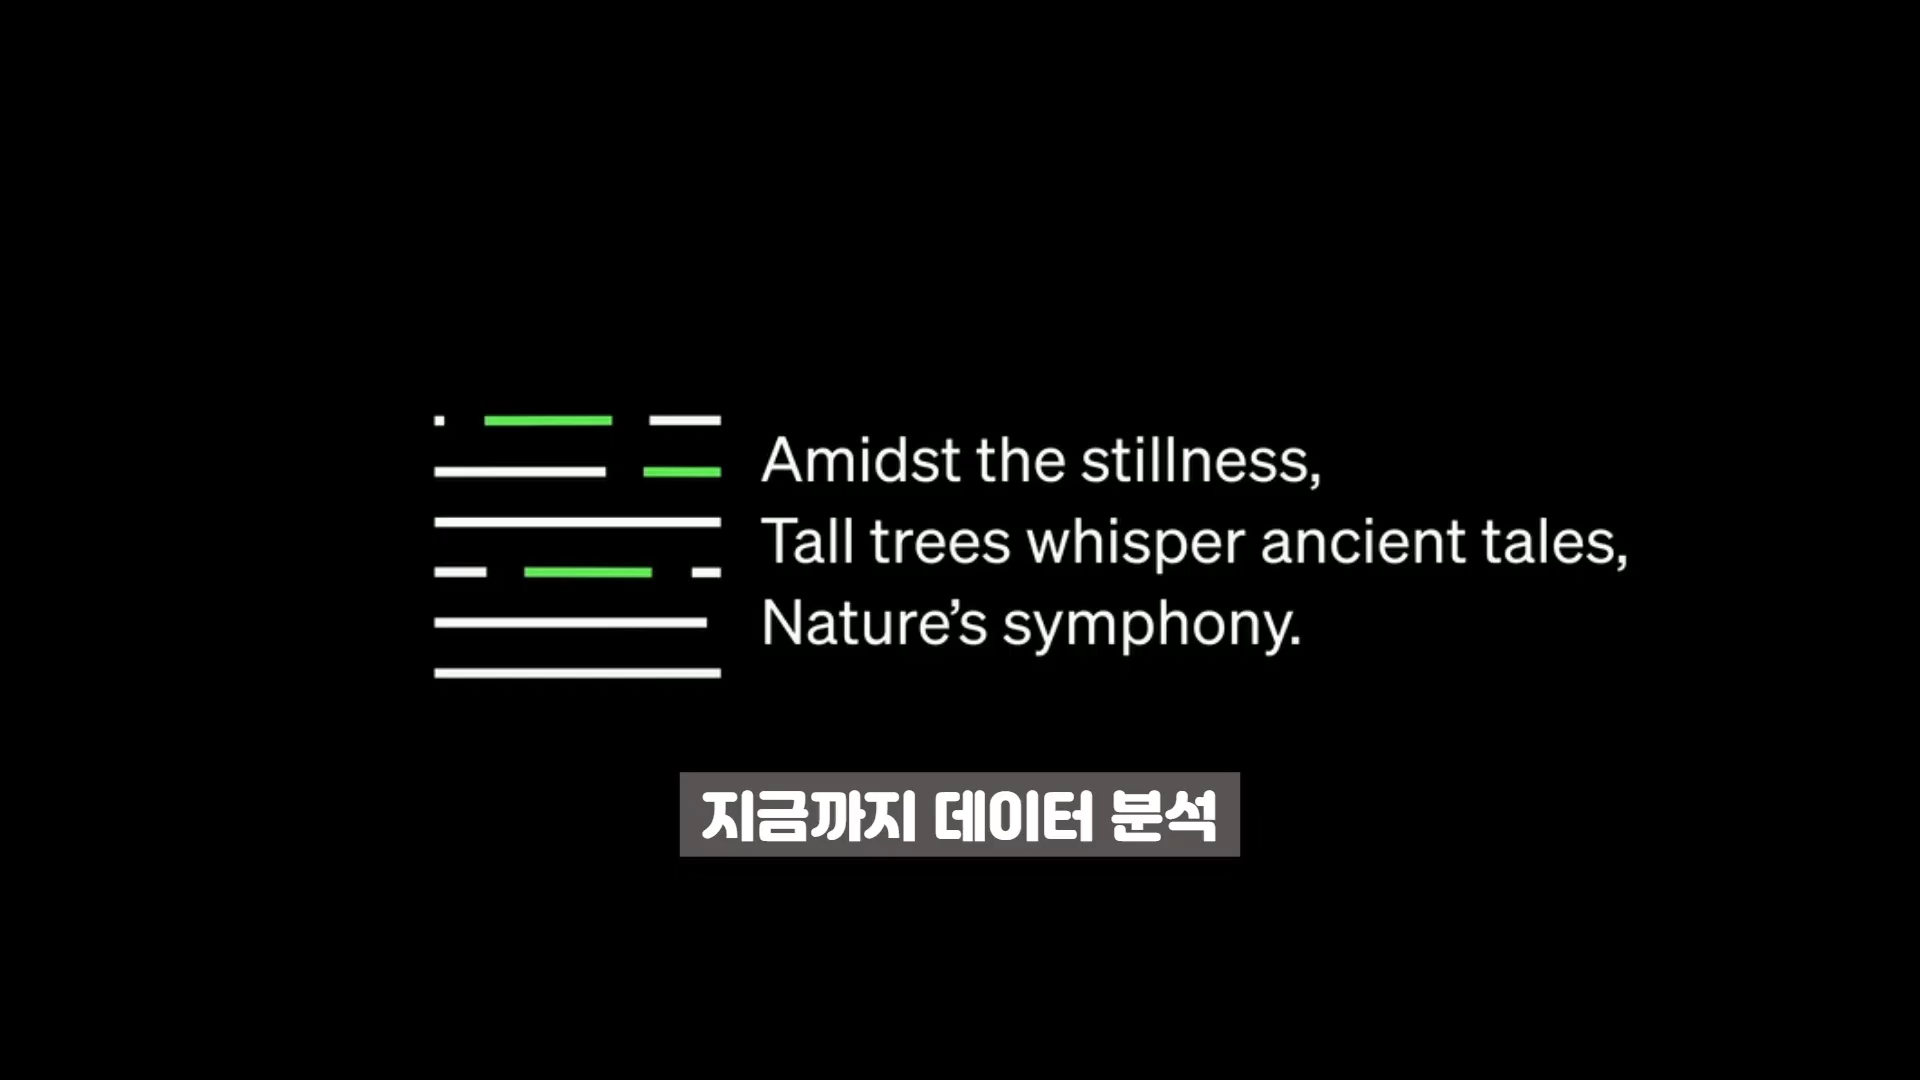 Amidst the stillness,
Tall trees whisper ancient tales,
Nature’s symphony.
지금까지 데이터 분석